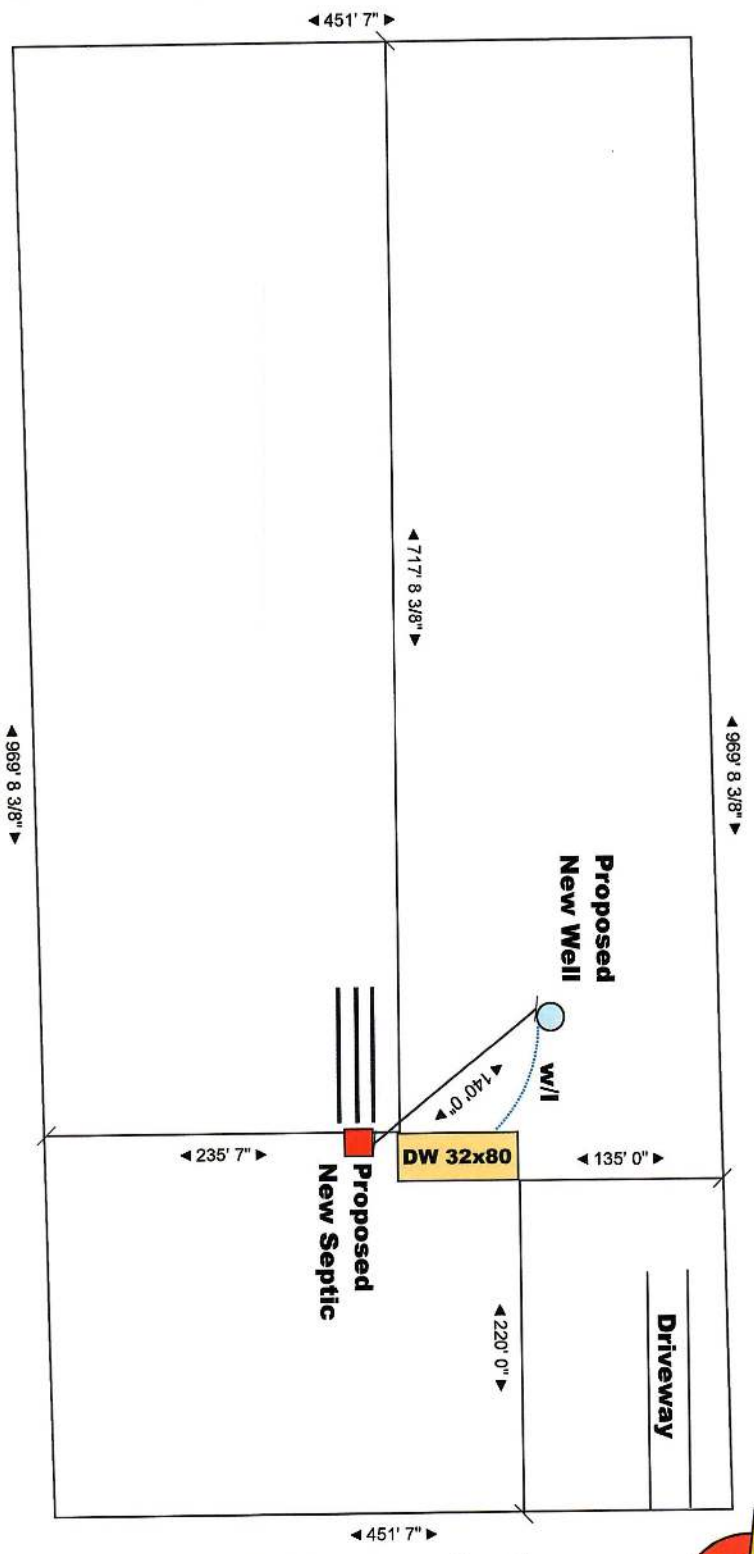 ◄ 451' 7" ►
◄ 717' 8 3/8" ►
◄ 969' 8 3/8" ►
◄ 969' 8 3/8" ►
Proposed
New Well
w/l
◄ 140' 0" ►
◄ 235' 7" ►
DW 32x80
◄ 135' 0" ►
Proposed
New Septic
◄ 220' 0" ►
Driveway
◄ 451' 7" ►